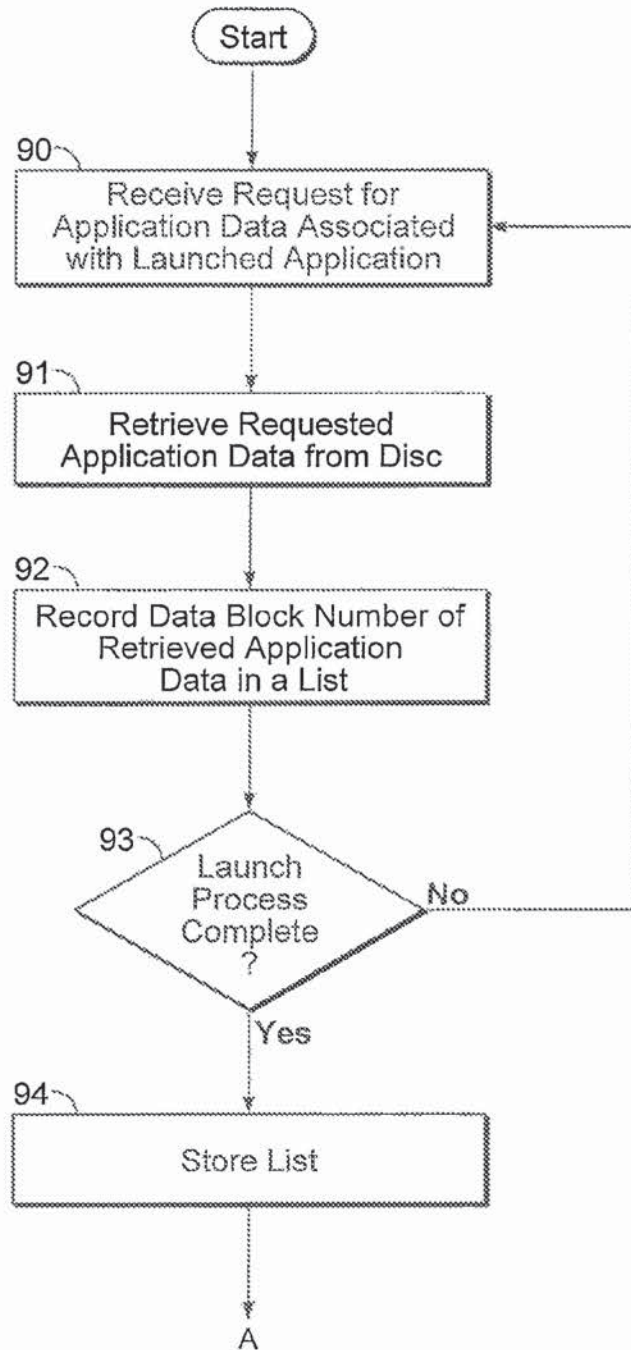 Start
90
Receive Request for
Application Data Associated
with Launched Application
91
Retrieve Requested
Application Data from Disc
92
Record Data Block Number of
Retrieved Application
Data in a List
93
Launch
Process
Complete
?
No
Yes
94
Store List
A